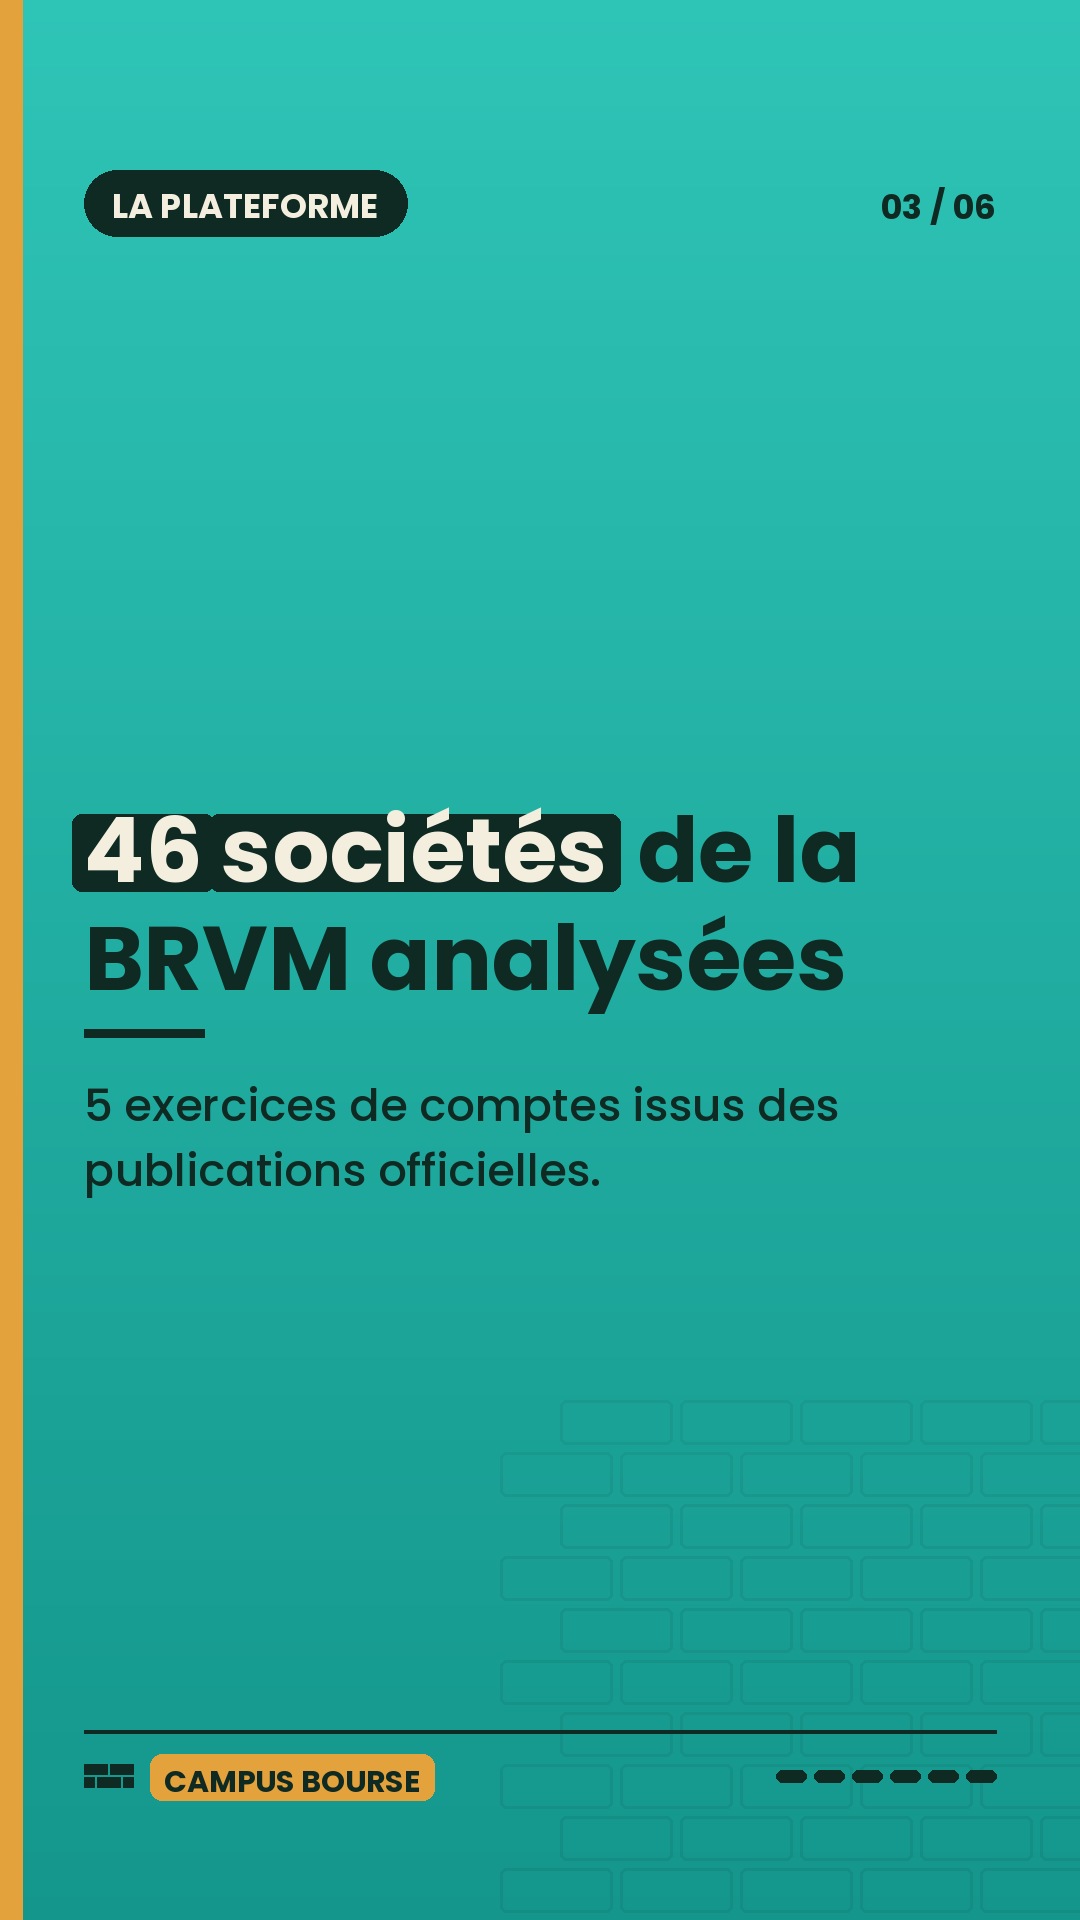 LA PLATEFORME
03 / 06
46 sociétés de la
BRVM analysées
5 exercices de comptes issus des
publications officielles.
CAMPUS BOURSE